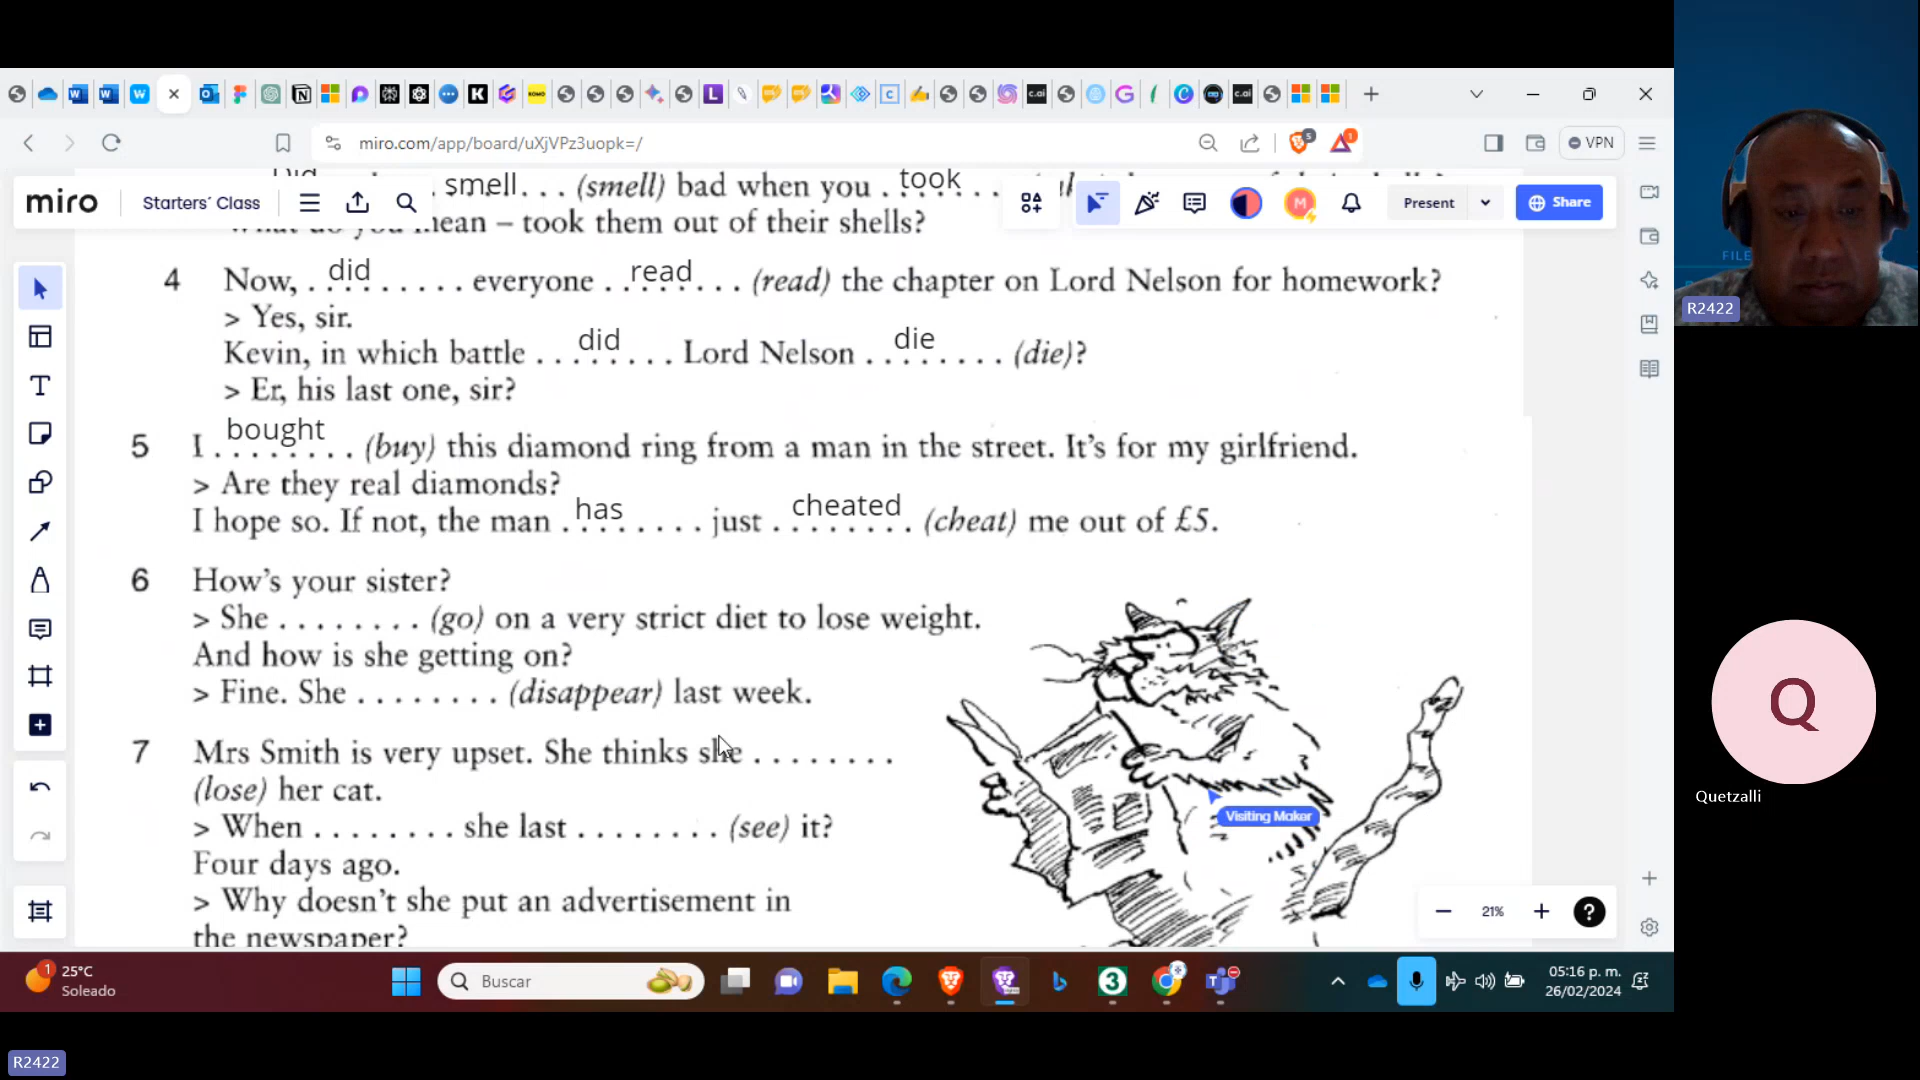 miro.com/app/board/uXjVPz3uopk=/
VPN
miro
Starters´ Class
Present
Share
smell. . . (smell) bad when you . took . .
mean – took them out of their shells?
4 Now, . did . . . . . . . everyone . . read . . . (read) the chapter on Lord Nelson for homework?
> Yes, sir.
Kevin, in which battle . . did . . . . . . Lord Nelson . . die . . . . . (die)?
> Er, his last one, sir?
5 I bought . . . . . . . . (buy) this diamond ring from a man in the street. It's for my girlfriend.
> Are they real diamonds?
I hope so. If not, the man . has . . . . . . just . cheated . . . . . . (cheat) me out of £5.
6 How's your sister?
> She . . . . . . . . (go) on a very strict diet to lose weight.
And how is she getting on?
> Fine. She . . . . . . . . (disappear) last week.
7 Mrs Smith is very upset. She thinks she . . . . . . . .
(lose) her cat.
> When . . . . . . . . she last . . . . . . . . (see) it?
Four days ago.
> Why doesn't she put an advertisement in
the newspaper?
Visiting Maker
21%
25°C
Soleado
Buscar
05:16 p. m.
26/02/2024
FILE
R2422
Q
Quetzalli
R2422